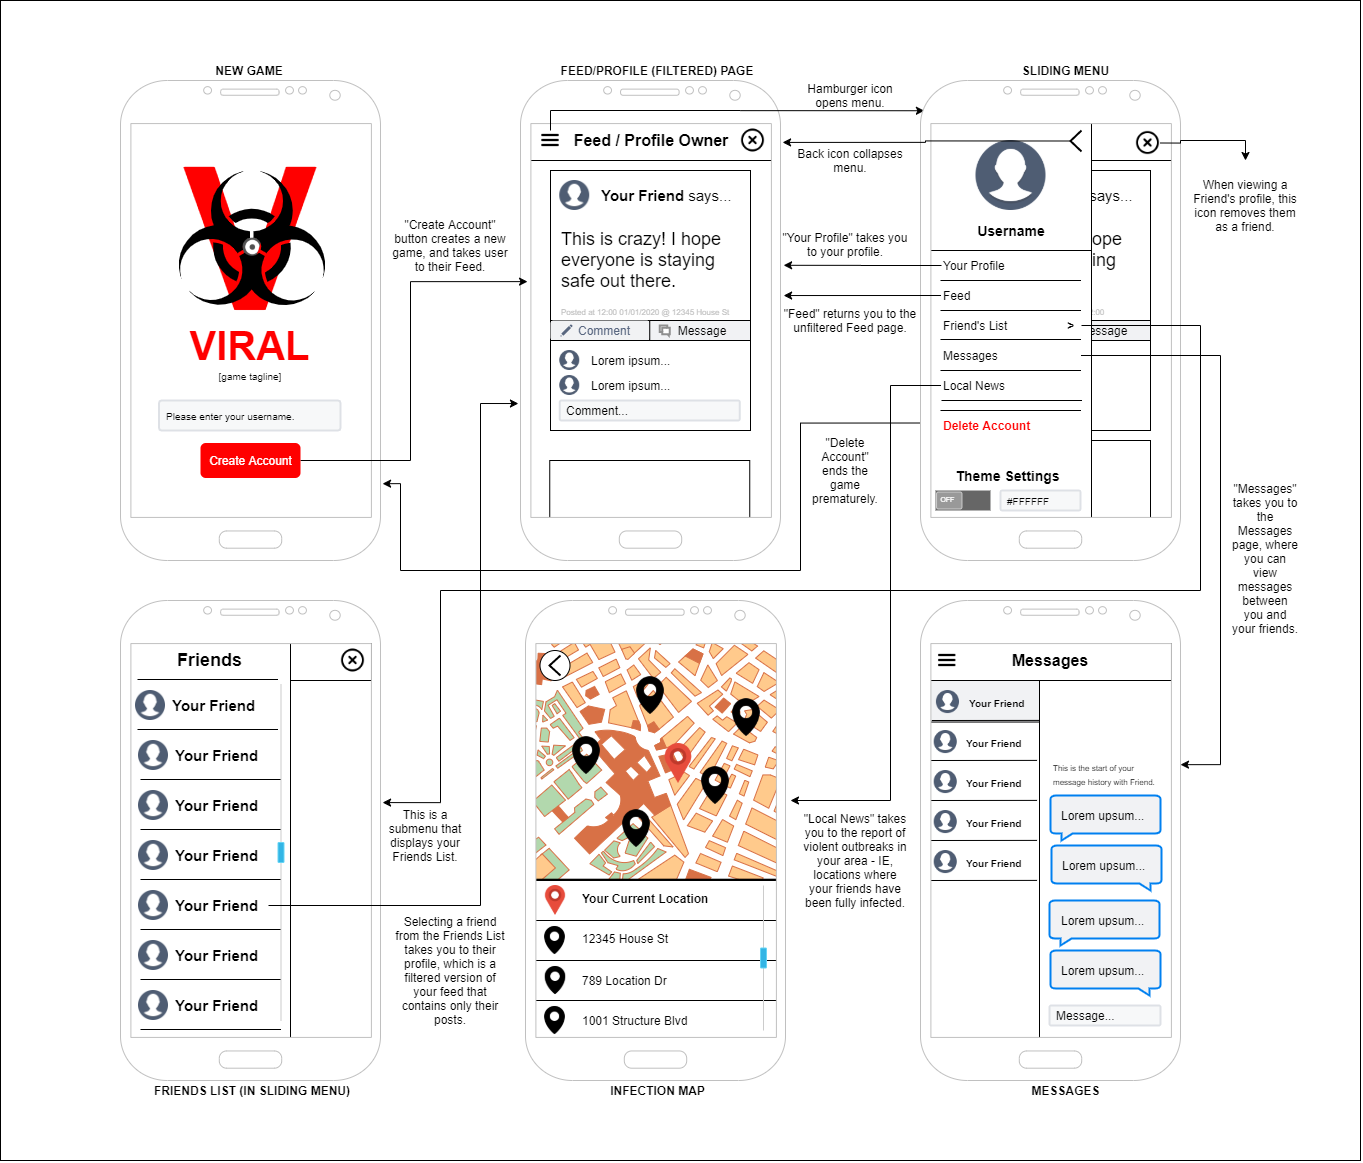 NEW GAME
FEED/PROFILE (FILTERED) PAGE
SLIDING MENU
VIRAL
[game tagline]
Please enter your username.
Create Account
"Create Account"
button creates a new
game, and takes user
to their Feed.
Feed / Profile Owner
Your Friend says...
This is crazy! I hope
everyone is staying
safe out there.
Posted at 12:00 01/01/2020 @ 12345 House St
Comment
Message
Lorem ipsum...
Lorem ipsum...
Comment...
Hamburger icon
opens menu.
Back icon collapses
menu.
"Your Profile" takes you
to your profile.
"Feed" returns you to the
unfiltered Feed page.
"Delete
Account"
ends the
game
prematurely.
Username
Your Profile
Feed
Friend's List >
Messages
Local News
Delete Account
Theme Settings
OFF
#FFFFFF
says...
ope
ing
:00
essage
When viewing a
Friend's profile, this
icon removes them
as a friend.
"Messages"
takes you to
the
Messages
page, where
you can
view
messages
between
you and
your friends.
Friends
Your Friend
Your Friend
Your Friend
Your Friend
Your Friend
Your Friend
Your Friend
FRIENDS LIST (IN SLIDING MENU)
This is a
submenu that
displays your
Friends List.
Selecting a friend
from the Friends List
takes you to their
profile, which is a
filtered version of
your feed that
contains only their
posts.
Your Current Location
12345 House St
789 Location Dr
1001 Structure Blvd
INFECTION MAP
"Local News" takes
you to the report of
violent outbreaks in
your area - IE,
locations where
your friends have
been fully infected.
Messages
Your Friend
Your Friend
Your Friend
Your Friend
Your Friend
This is the start of your
message history with Friend.
Lorem upsum...
Lorem upsum...
Lorem upsum...
Lorem upsum...
Message...
MESSAGES